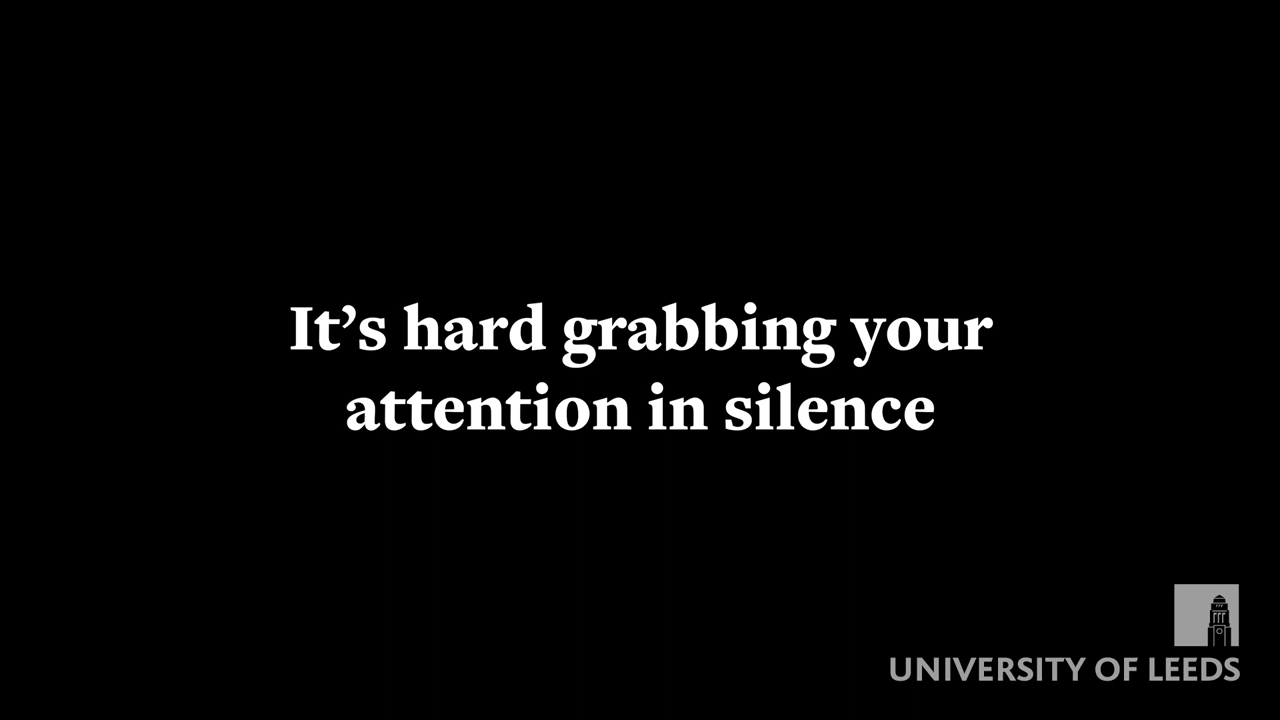 It’s hard grabbing your
attention in silence
UNIVERSITY OF LEEDS